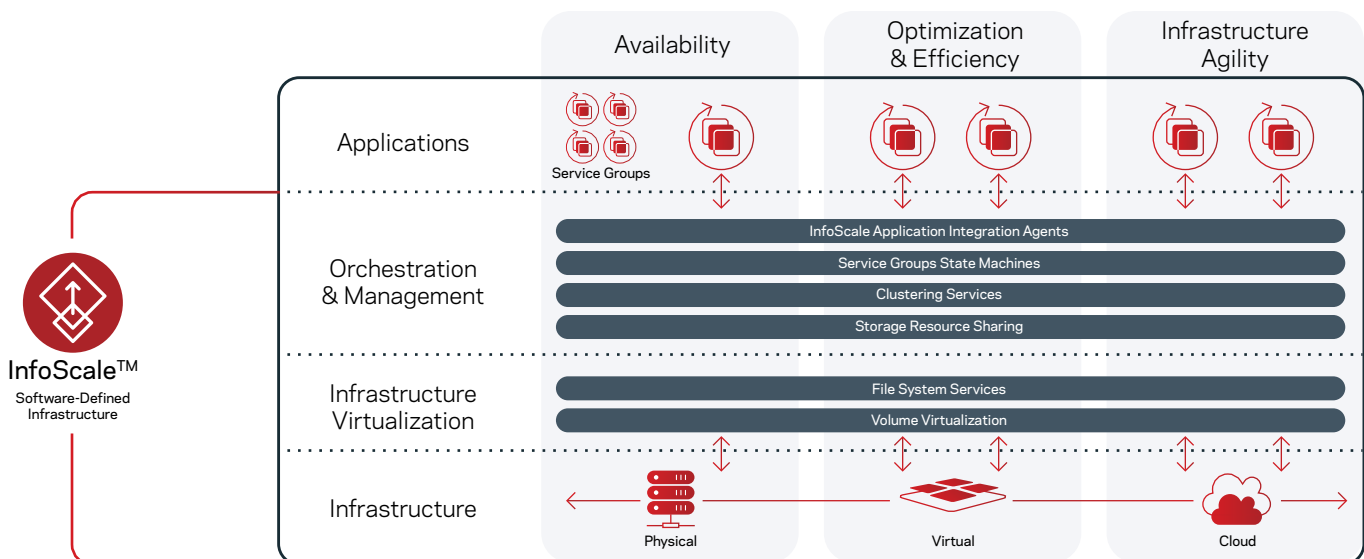 Availability
Optimization
& Efficiency
Infrastructure
Agility
Applications
Service Groups
InfoScale Application Integration Agents
Service Groups State Machines
Orchestration
& Management
Clustering Services
Storage Resource Sharing
InfoScale™
Software-Defined
Infrastructure
Infrastructure
Virtualization
File System Services
Volume Virtualization
Infrastructure
Physical
Virtual
Cloud